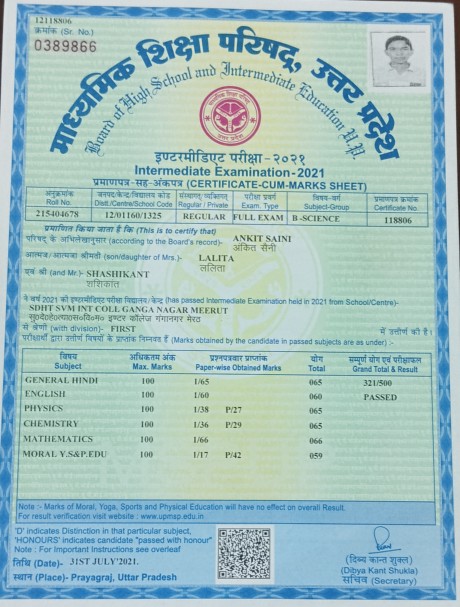 12118806
क्रमांक (Sr. No.)
0389866
माध्यमिक शिक्षा परिषद्, उत्तर प्रदेश
Board of High School and Intermediate Education U.P.
इण्टरमीडिएट परीक्षा-२०२१
Intermediate Examination-2021
प्रमाणपत्र-सह-अंकपत्र (CERTIFICATE-CUM-MARKS SHEET)
अनुक्रमांक जनपद/केन्द्र/विद्यालय कोड संस्थागत/व्यक्तिगत परीक्षा प्रकार विषय-वर्ग प्रमाणपत्र क्रमांक
Roll No. Distt./Centre/School Code Regular / Private Exam. Type Subject-Group Certificate No.
215404678 12/01160/1325 REGULAR FULL EXAM B-SCIENCE 118806
प्रमाणित किया जाता है कि (This is to certify that)
परिषद् के अभिलेखानुसार (according to the Board's record)- ANKIT SAINI
अंकित सैनी
आत्मज/आत्मजा श्रीमती (son/daughter of Mrs.)- LALITA
ललिता
एवं श्री (and Mr.)- SHASHIKANT
शशिकांत
ने वर्ष 2021 की इण्टरमीडिएट परीक्षा विद्यालय/केन्द्र (has passed Intermediate Examination held in 2021 from School/Centre)-
SDHT SVM INT COLL GANGA NAGAR MEERUT
इण्टर कॉलेज गंगानगर मेरठ
से श्रेणी (with division)- FIRST में उत्तीर्ण की है।
परीक्षार्थी द्वारा उत्तीर्ण विषयों के प्राप्तांक निम्नवत हैं (Marks obtained by the candidate in passed subjects are as under) :-
विषय अधिकतम अंक प्रश्नपत्रवार प्राप्तांक योग सम्पूर्ण योग एवं परीक्षाफल
Subject Max. Marks Paper-wise Obtained Marks Total Grand Total & Result
GENERAL HINDI 100 1/65 065 321/500
ENGLISH 100 1/60 060 PASSED
PHYSICS 100 1/38 P/27 065
CHEMISTRY 100 1/36 P/29 065
MATHEMATICS 100 1/66 066
MORAL Y.S&P.EDU 100 1/17 P/42 059
Note :- Marks of Moral, Yoga, Sports and Physical Education will have no effect on overall Result.
For result verification visit website : www.upmsp.edu.in
'D' indicates Distinction in that particular subject,
'HONOURS' indicates candidate "passed with honour"
Note : For Important Instructions see overleaf
तिथि (Date)- 31ST JULY'2021.
स्थान (Place)- Prayagraj, Uttar Pradesh
(दिव्य कान्त शुक्ल)
(Dibya Kant Shukla)
सचिव (Secretary)